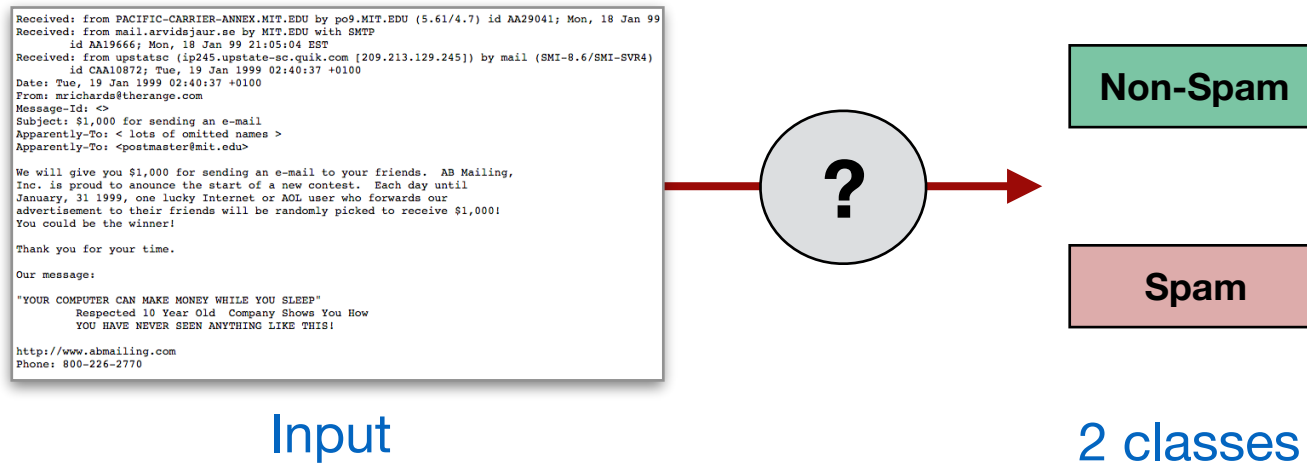 Received: from PACIFIC-CARRIER-ANNEX.MIT.EDU by po9.MIT.EDU (5.61/4.7) id AA29041; Mon, 18 Jan 99
Received: from mail.arvidsjaur.se by MIT.EDU with SMTP
id AA19666; Mon, 18 Jan 99 21:05:04 EST
Received: from upstatsc (ip245.upstate-sc.quik.com [209.213.129.245]) by mail (SMI-8.6/SMI-SVR4)
id CAA10872; Tue, 19 Jan 1999 02:40:37 +0100
Date: Tue, 19 Jan 1999 02:40:37 +0100
From: mrichards@therange.com
Message-Id: <>
Subject: $1,000 for sending an e-mail
Apparently-To: < lots of omitted names >
Apparently-To: <postmaster@mit.edu>
We will give you $1,000 for sending an e-mail to your friends. AB Mailing,
Inc. is proud to anounce the start of a new contest. Each day until
January, 31 1999, one lucky Internet or AOL user who forwards our
advertisement to their friends will be randomly picked to receive $1,000!
You could be the winner!
Thank you for your time.
Our message:
"YOUR COMPUTER CAN MAKE MONEY WHILE YOU SLEEP"
Respected 10 Year Old Company Shows You How
YOU HAVE NEVER SEEN ANYTHING LIKE THIS!
http://www.abmailing.com
Phone: 800-226-2770
?
Non-Spam
Spam
Input
2 classes